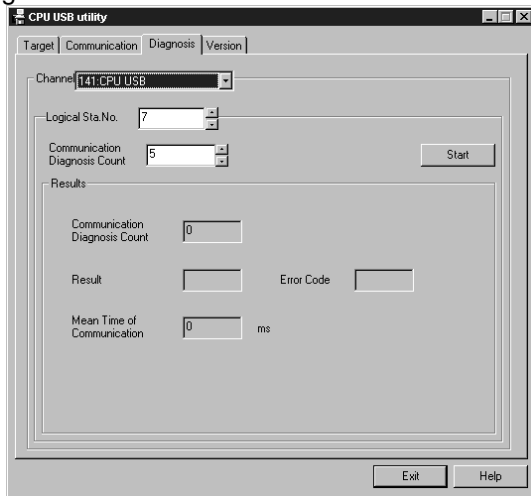 g
CPU USB utility
Target Communication Diagnosis Version
Channel 141:CPU USB
Logical Sta.No. 7
Communication
Diagnosis Count 5 Start
Results
Communication
Diagnosis Count 0
Result Error Code
Mean Time of
Communication 0 ms
Exit Help